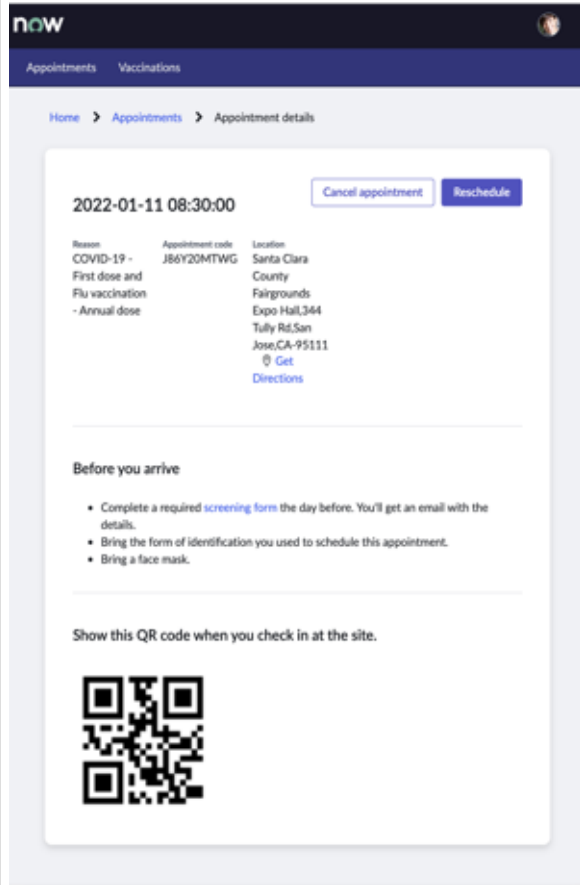 now
Appointments Vaccinations
Home > Appointments > Appointment details
Cancel appointment Reschedule
2022-01-11 08:30:00
Reason
COVID-19 -
First dose and
Flu vaccination
- Annual dose
Appointment code
J86Y20MTWG
Location
Santa Clara
County
Fairgrounds
Expo Hall,344
Tully Rd,San
Jose,CA-95111
Get
Directions
Before you arrive
• Complete a required screening form the day before. You'll get an email with the
details.
• Bring the form of identification you used to schedule this appointment.
• Bring a face mask.
Show this QR code when you check in at the site.